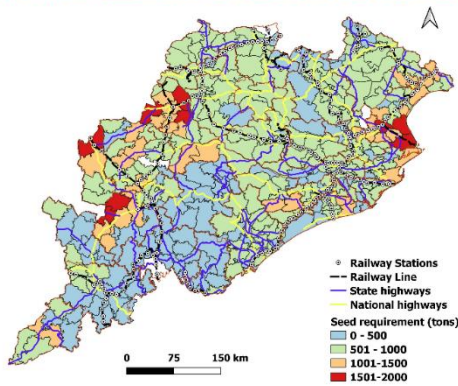 Railway Stations
Railway Line
State highways
National highways
Seed requirement (tons)
0 - 500
501 - 1000
1001-1500
1501-2000
0 75 150 km